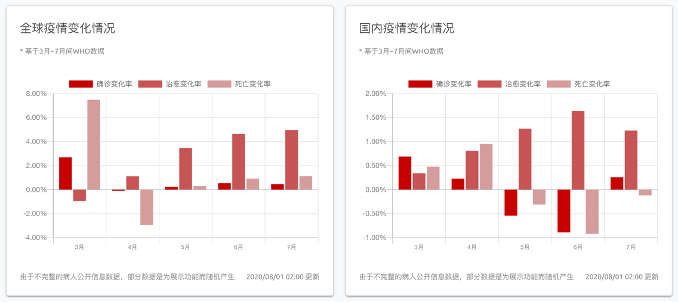 全球疫情变化情况
* 基于3月~7月间WHO数据
确诊变化率 治愈变化率 死亡变化率
8.00%
6.00%
4.00%
2.00%
0.00%
-2.00%
-4.00%
3月 4月 5月 6月 7月
由于不完整的病人公开信息数据，部分数据是为展示功能而随机产生 2020/08/01 02:00 更新
国内疫情变化情况
* 基于3月~7月间WHO数据
确诊变化率 治愈变化率 死亡变化率
2.00%
1.50%
1.00%
0.50%
0.00%
-0.50%
-1.00%
3月 4月 5月 6月 7月
由于不完整的病人公开信息数据，部分数据是为展示功能而随机产生 2020/08/01 02:00 更新